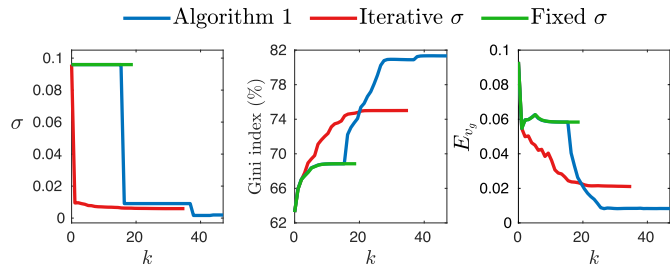 Algorithm 1 Iterative σ Fixed σ
0.1
0.08
0.06
0.04
0.02
0
σ
0 20 40
k
82
78
74
70
66
62
Gini index (%)
0 20 40
k
0.1
0.08
0.06
0.04
0.02
0
E_{v_g}
0 20 40
k